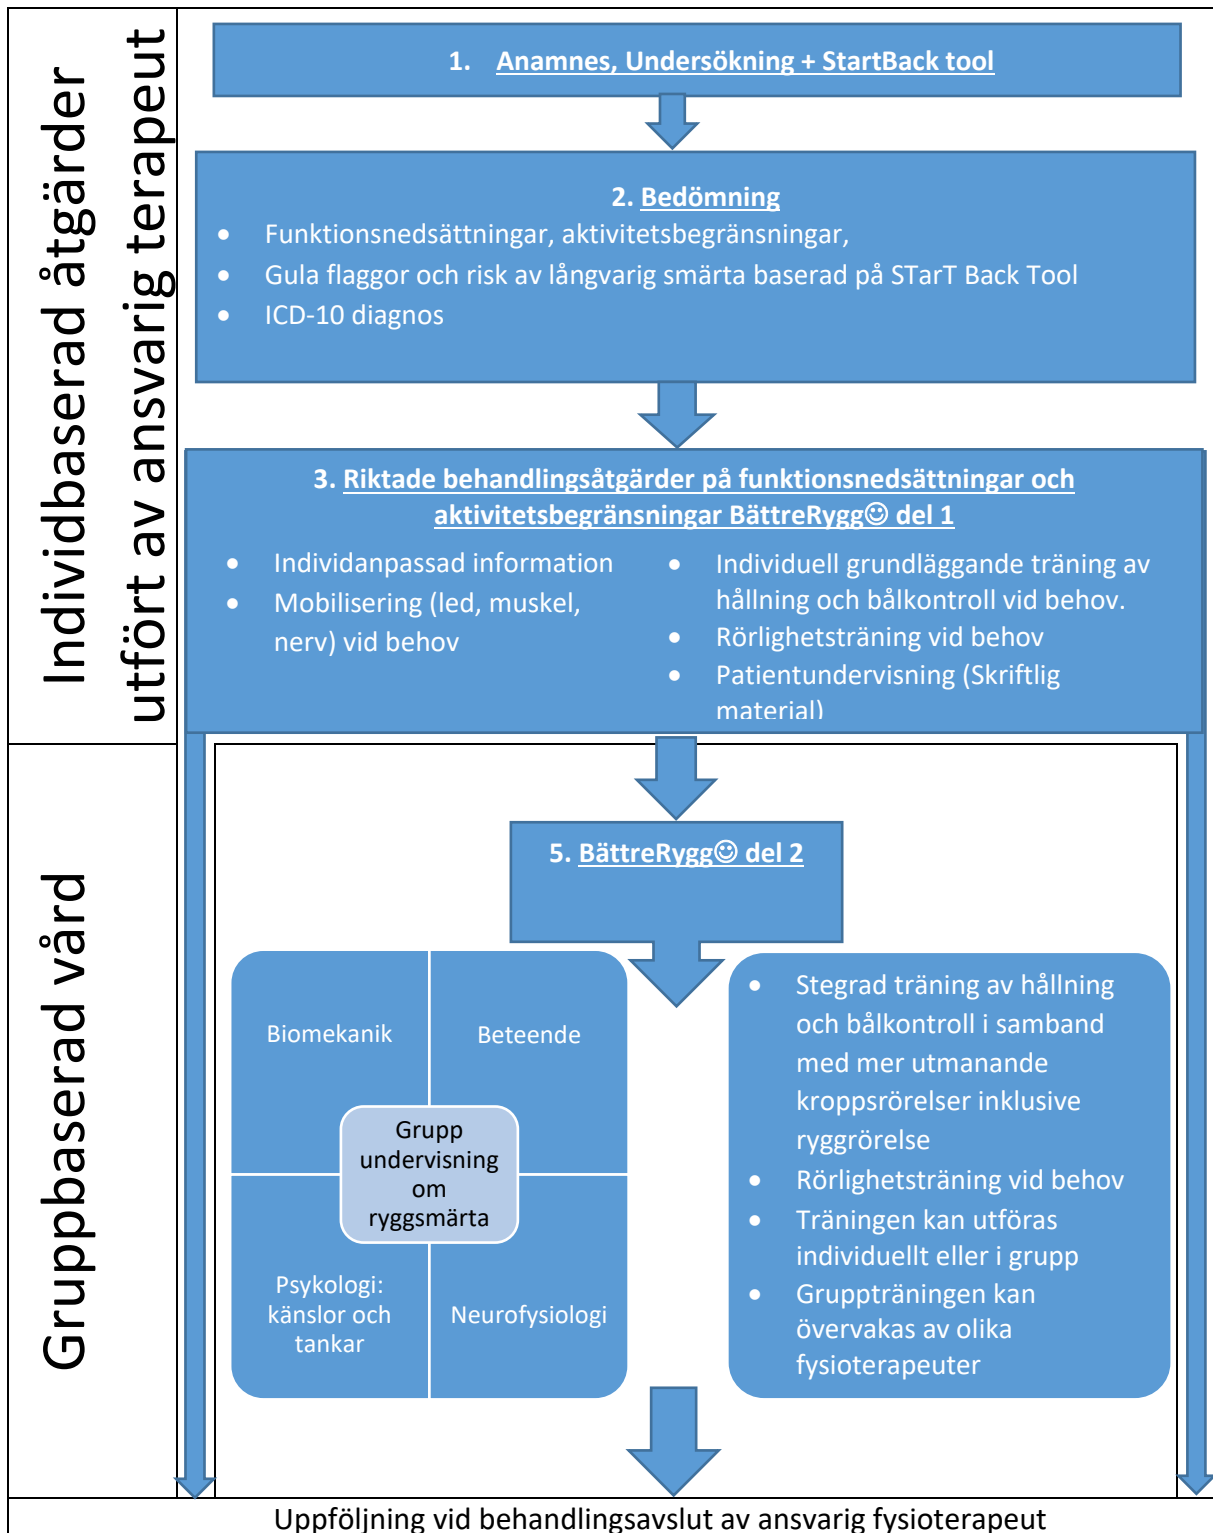 Individbaserad åtgärder
utfört av ansvarig terapeut
1. Anamnes, Undersökning + StartBack tool
2. Bedömning
• Funktionsnedsättningar, aktivitetsbegränsningar,
• Gula flaggor och risk av långvarig smärta baserad på STarT Back Tool
• ICD-10 diagnos
3. Riktade behandlingsåtgärder på funktionsnedsättningar och
aktivitetsbegränsningar BättreRygg☺ del 1
• Individanpassad information
• Mobilisering (led, muskel,
nerv) vid behov
• Individuell grundläggande träning av
hållning och bålkontroll vid behov.
• Rörlighetsträning vid behov
• Patientundervisning (Skriftlig
material)
Gruppbaserad vård
5. BättreRygg☺ del 2
Biomekanik
Beteende
Grupp
undervisning
om
ryggsmärta
Psykologi:
känslor och
tankar
Neurofysiologi
• Stegrad träning av hållning
och bålkontroll i samband
med mer utmanande
kroppsrörelser inklusive
ryggrörelse
• Rörlighetsträning vid behov
• Träningen kan utföras
individuellt eller i grupp
• Gruppträningen kan
övervakas av olika
fysioterapeuter
Uppföljning vid behandlingsavslut av ansvarig fysioterapeut